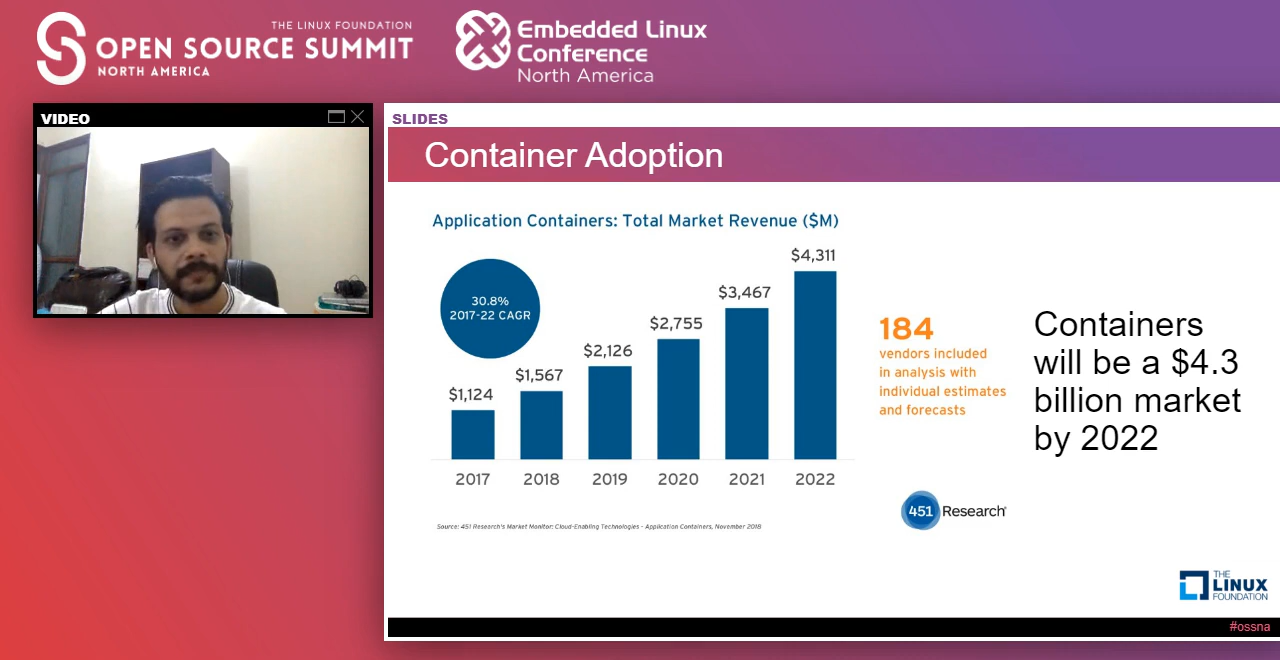 THE LINUX FOUNDATION
OPEN SOURCE SUMMIT
NORTH AMERICA
Embedded Linux
Conference
North America
VIDEO
SLIDES
Container Adoption
Application Containers: Total Market Revenue ($M)
30.8%
2017-22 CAGR
$1,124
$1,567
$2,126
$2,755
$3,467
$4,311
2017
2018
2019
2020
2021
2022
184
vendors included
in analysis with
individual estimates
and forecasts
Containers
will be a $4.3
billion market
by 2022
451 Research
Source: 451 Research's Market Monitor: Cloud-Enabling Technologies - Application Containers, November 2018
THE
LINUX
FOUNDATION
#ossna